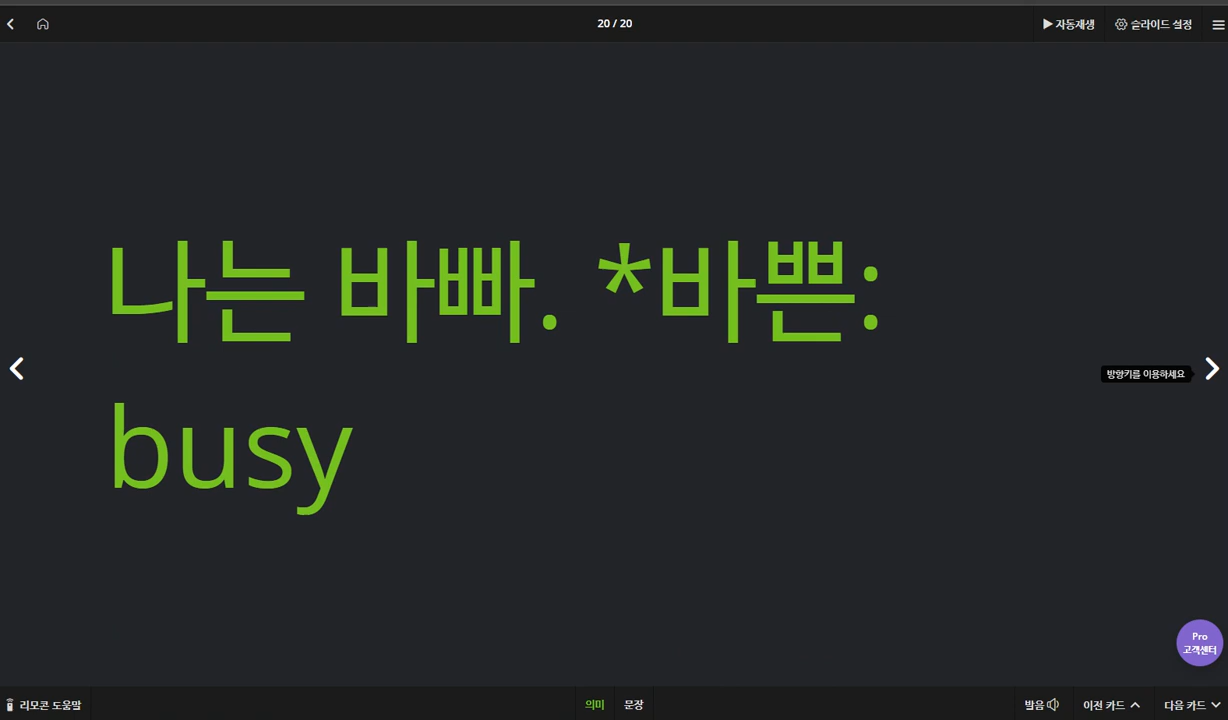 20 / 20
자동재생
슬라이드 설정
나는 바빠. *바쁜:
busy
방향키를 이용하세요
Pro
고객센터
리모콘 도움말
의미
문장
발음
이전 카드
다음 카드